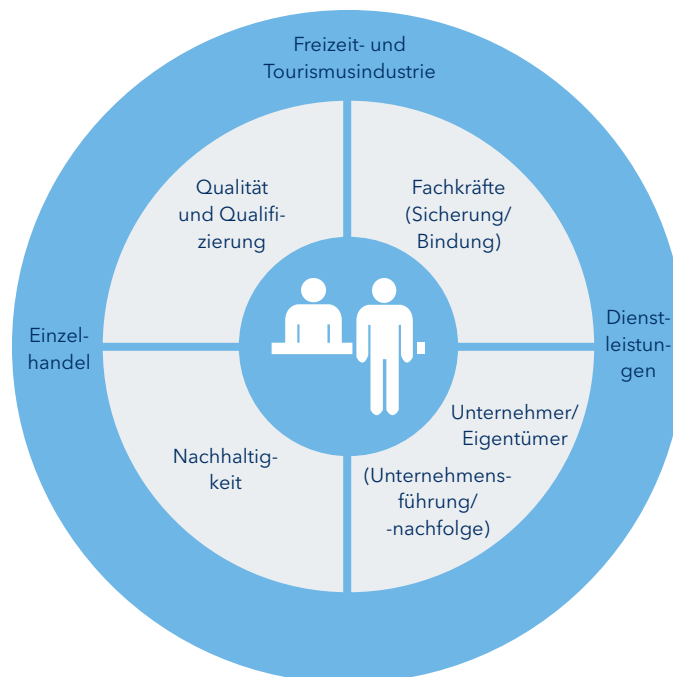 Freizeit- und
Tourismusindustrie
Qualität
und Qualifi-
zierung
Fachkräfte
(Sicherung/
Bindung)
Einzel-
handel
Dienst-
leistun-
gen
Nachhaltig-
keit
Unternehmer/
Eigentümer
(Unternehmens-
führung/
-nachfolge)